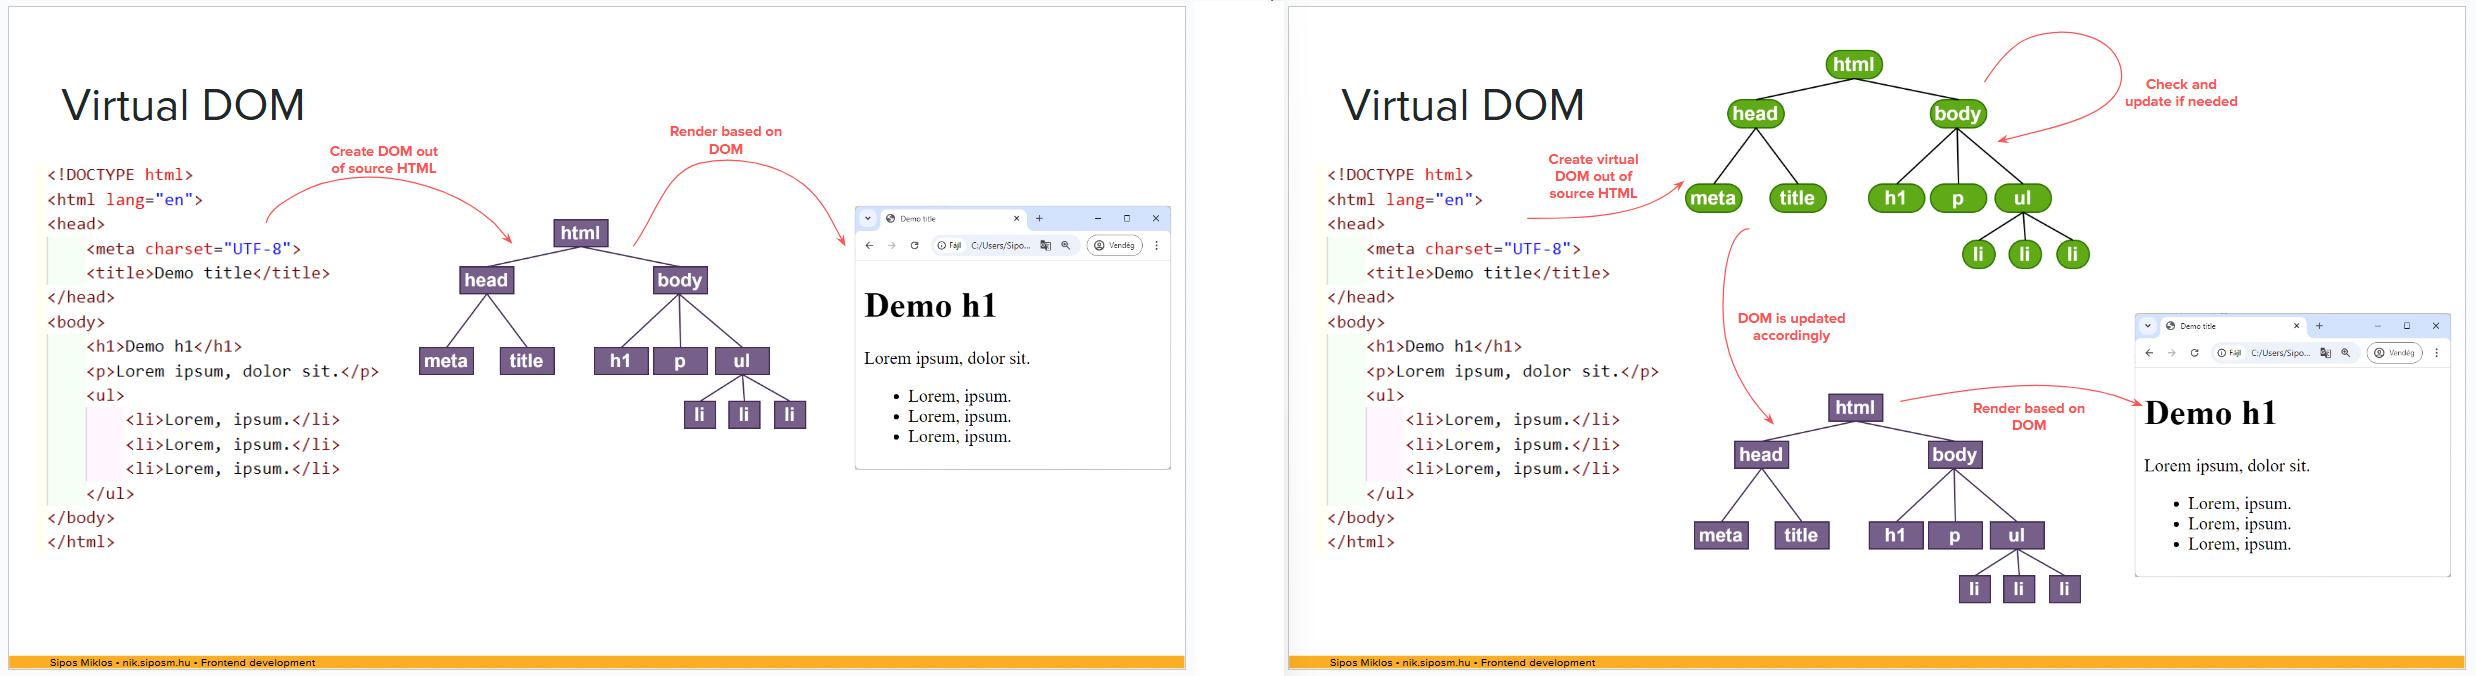 Virtual DOM
Create DOM out
of source HTML
Render based on
DOM
<!DOCTYPE html>
<html lang="en">
<head>
<meta charset="UTF-8">
<title>Demo title</title>
</head>
<body>
<h1>Demo h1</h1>
<p>Lorem ipsum, dolor sit.</p>
<ul>
<li>Lorem, ipsum.</li>
<li>Lorem, ipsum.</li>
<li>Lorem, ipsum.</li>
</ul>
</body>
</html>
html
head
body
meta
title
h1
p
ul
li
li
li
Demo title
Fájl
C:/Users/Sipo...
Vendég
Demo h1
Lorem ipsum, dolor sit.
• Lorem, ipsum.
• Lorem, ipsum.
• Lorem, ipsum.
Sipos Miklos • nik.siposm.hu • Frontend development
Virtual DOM
Create virtual
DOM out of
source HTML
Check and
update if needed
<!DOCTYPE html>
<html lang="en">
<head>
<meta charset="UTF-8">
<title>Demo title</title>
</head>
<body>
<h1>Demo h1</h1>
<p>Lorem ipsum, dolor sit.</p>
<ul>
<li>Lorem, ipsum.</li>
<li>Lorem, ipsum.</li>
<li>Lorem, ipsum.</li>
</ul>
</body>
</html>
html
head
body
meta
title
h1
p
ul
li
li
li
DOM is updated
accordingly
html
head
body
meta
title
h1
p
ul
li
li
li
Render based on
DOM
Demo title
Fájl
C:/Users/Sipo...
Vendég
Demo h1
Lorem ipsum, dolor sit.
• Lorem, ipsum.
• Lorem, ipsum.
• Lorem, ipsum.
Sipos Miklos • nik.siposm.hu • Frontend development